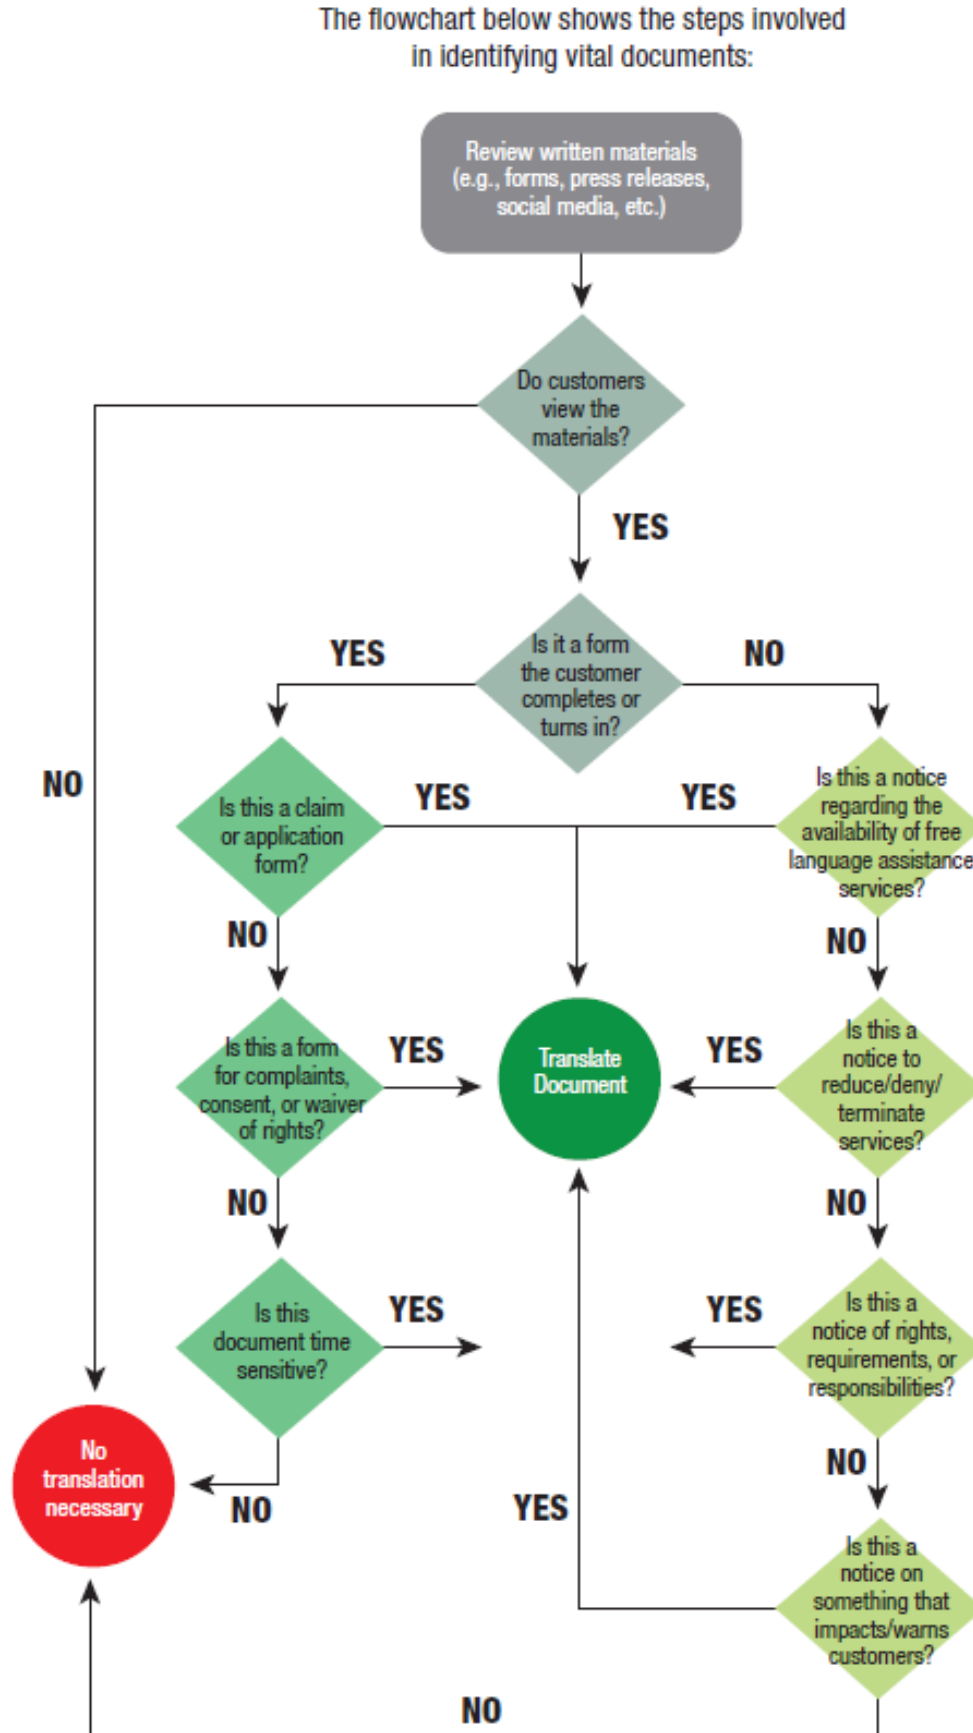 The flowchart below shows the steps involved
in identifying vital documents:
Review written materials
(e.g., forms, press releases,
social media, etc.)
Do customers
view the
materials?
YES
Is it a form
the customer
completes or
turns in?
YES
NO
NO
Is this a claim
or application
form?
YES
YES
Is this a notice
regarding the
availability of free
language assistance
services?
NO
NO
Is this a form
for complaints,
consent, or waiver
of rights?
YES
Translate
Document
YES
Is this a
notice to
reduce/deny/
terminate
services?
NO
NO
Is this
document time
sensitive?
YES
YES
Is this a
notice of rights,
requirements, or
responsibilities?
No
translation
necessary
NO
NO
YES
Is this a
notice on
something that
impacts/warns
customers?
NO